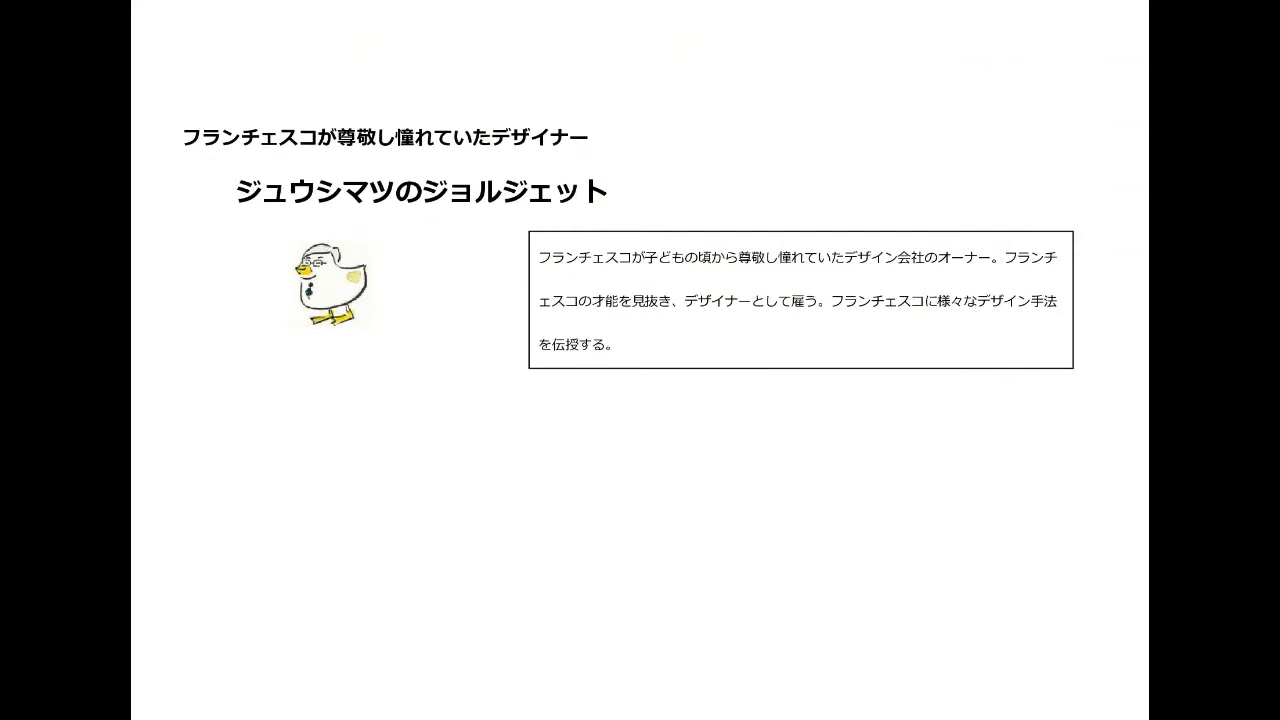 フランチェスコが尊敬し憧れていたデザイナー
ジュウシマツのジョルジェット
フランチェスコが子どもの頃から尊敬し憧れていたデザイン会社のオーナー。フランチ
ェスコの才能を見抜き、デザイナーとして雇う。フランチェスコに様々なデザイン手法
を伝授する。